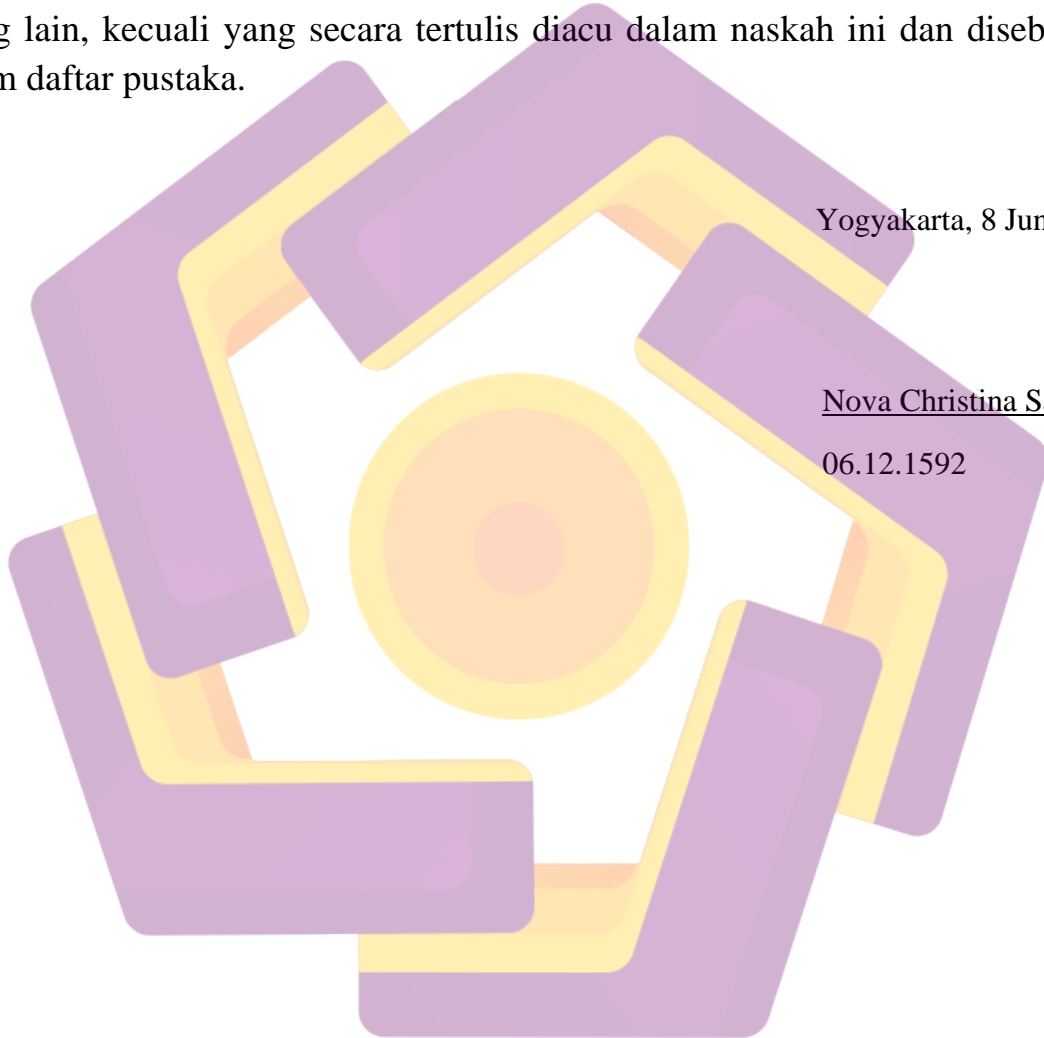 g lain, kecuali yang secara tertulis diacu dalam naskah ini dan diseb
m daftar pustaka.
Yogyakarta, 8 Jun
Nova Christina S
06.12.1592